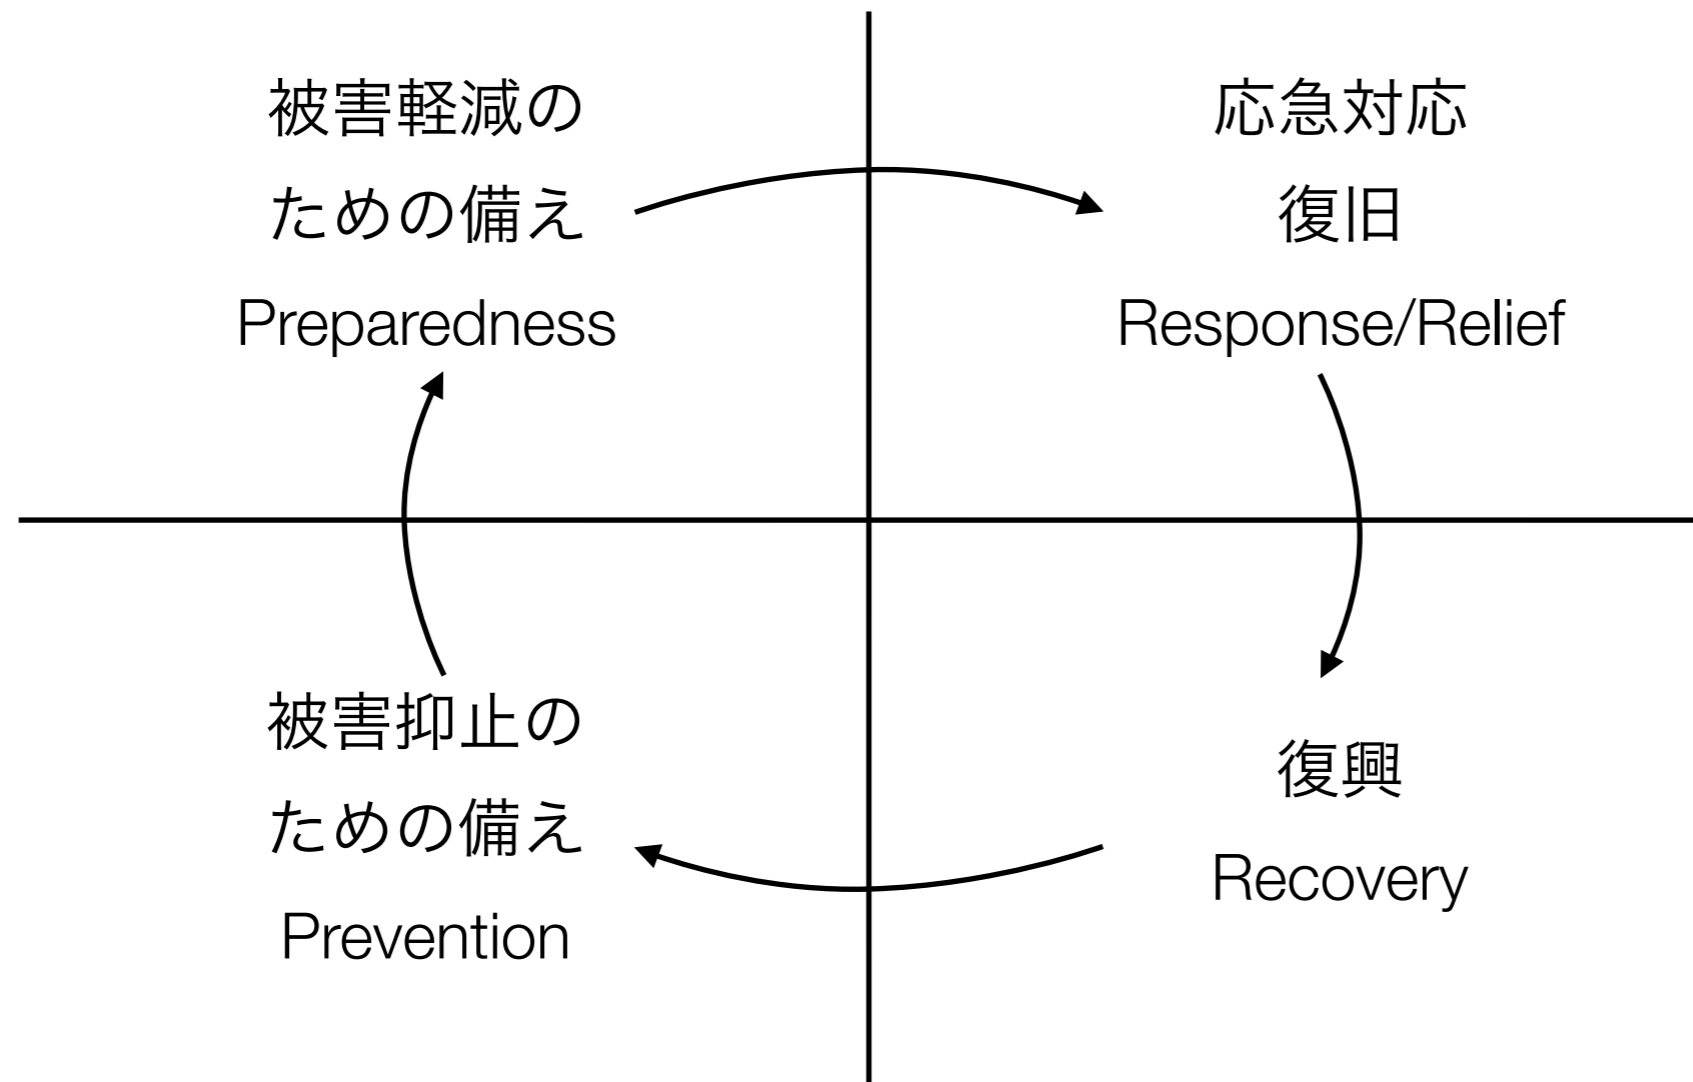 被害軽減の
ための備え
Preparedness
応急対応
復旧
Response/Relief
被害抑止の
ための備え
Prevention
復興
Recovery